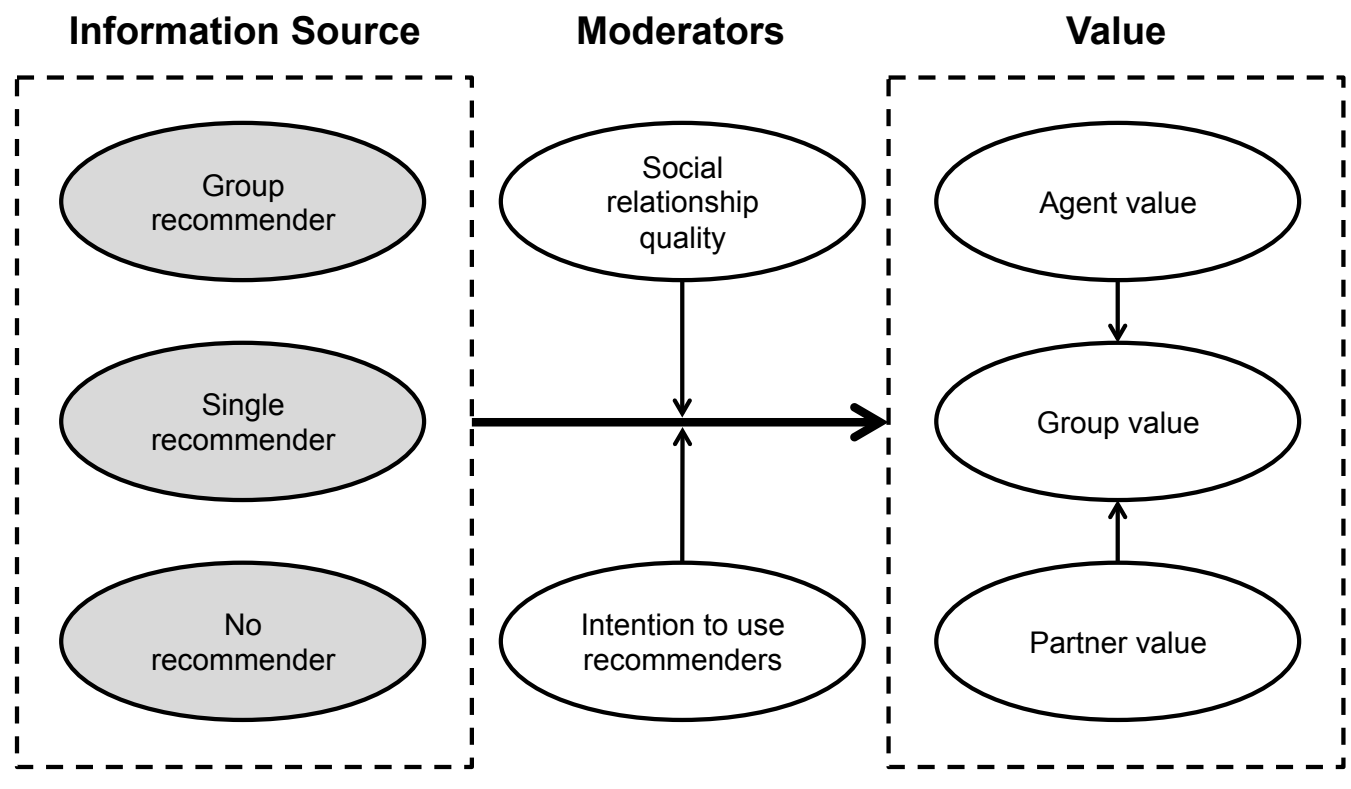 Information Source
Moderators
Value
Group
recommender
Social
relationship
quality
Agent value
Single
recommender
Group value
No
recommender
Intention to use
recommenders
Partner value